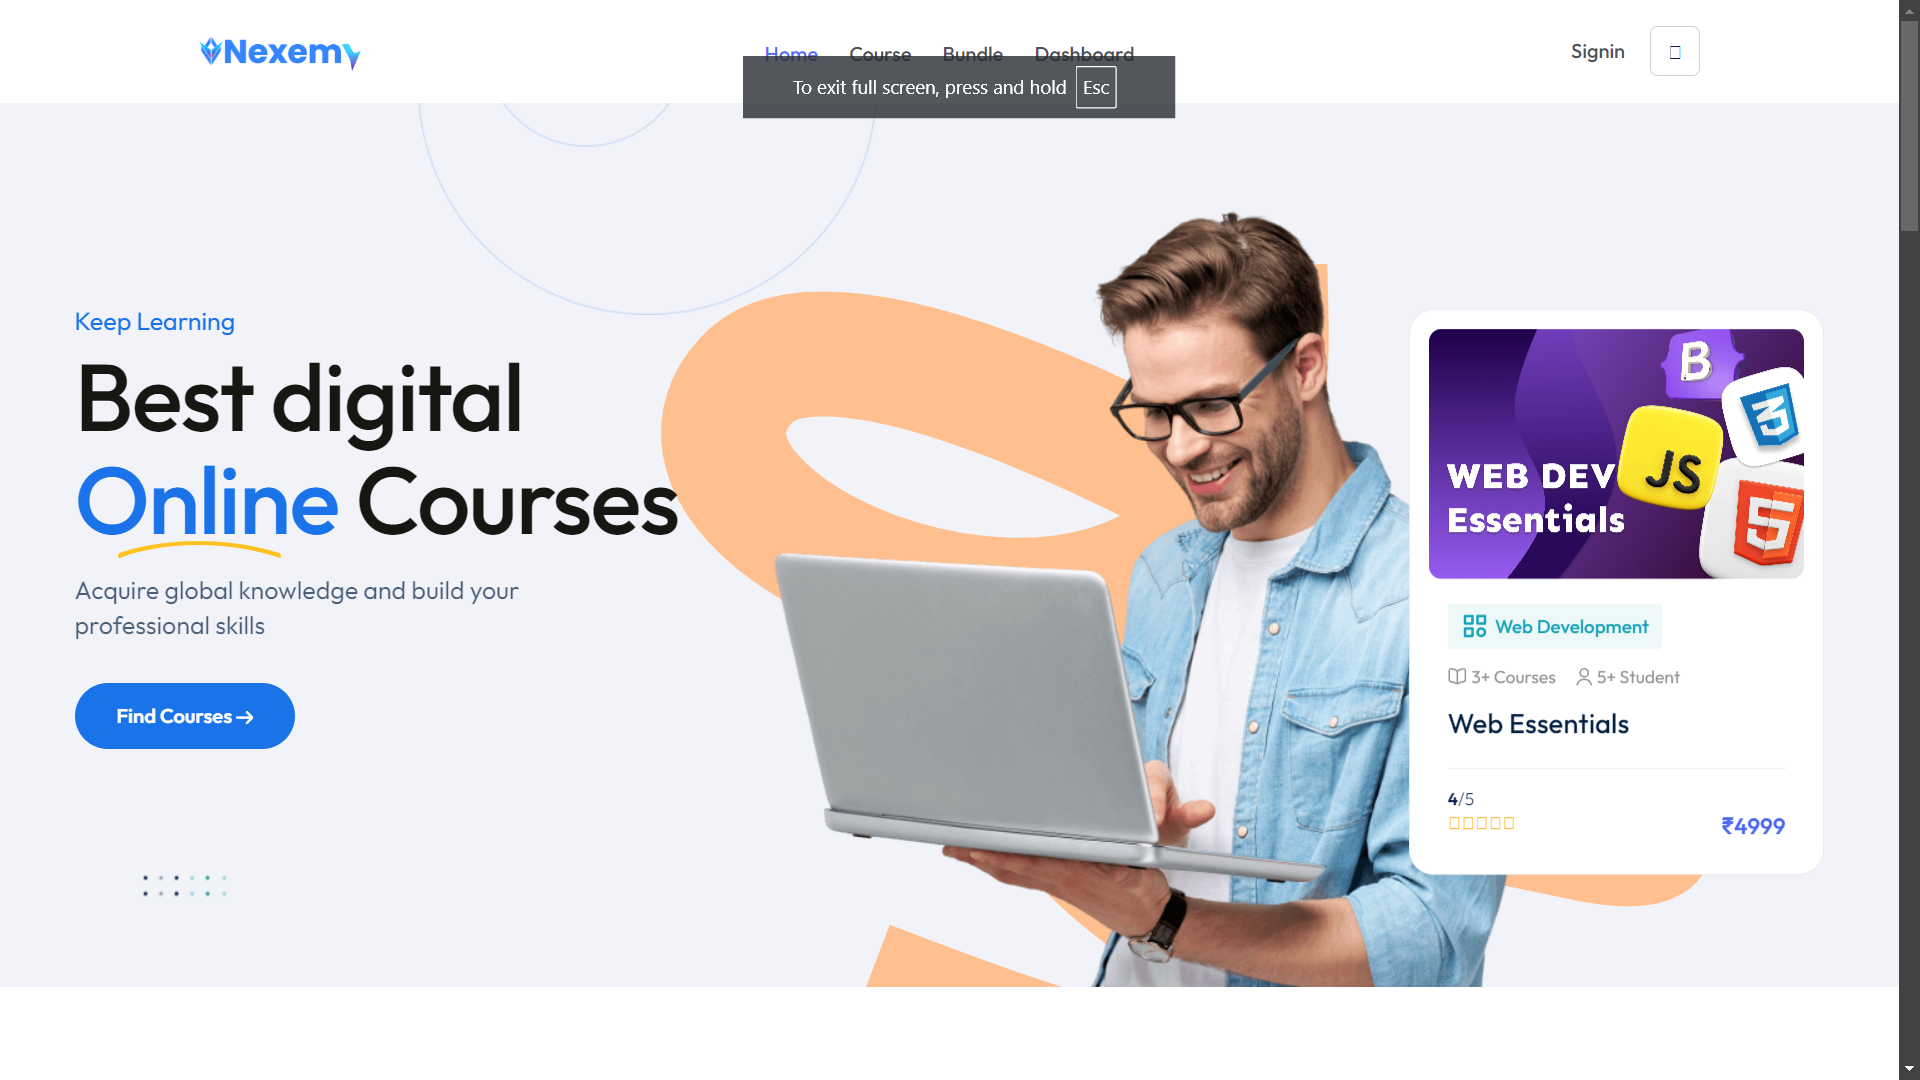 Nexemy
Home Course Bundle Dashboard
Signin
To exit full screen, press and hold Esc
Keep Learning
Best digital
Online Courses
Acquire global knowledge and build your
professional skills
Find Courses
B
3
JS
5
WEB DEV
Essentials
Web Development
3+ Courses 5+ Student
Web Essentials
4/5
₹4999